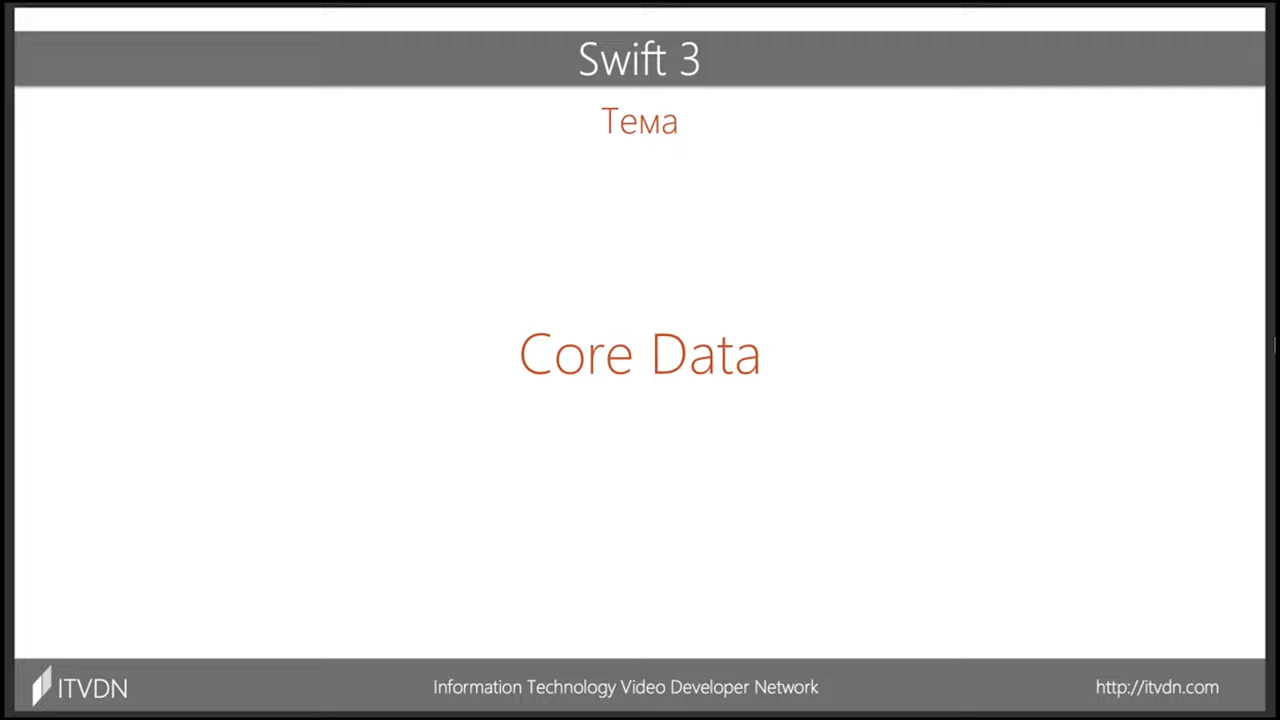 Swift 3
Тема
Core Data
ITVDN
Information Technology Video Developer Network
http://itvdn.com